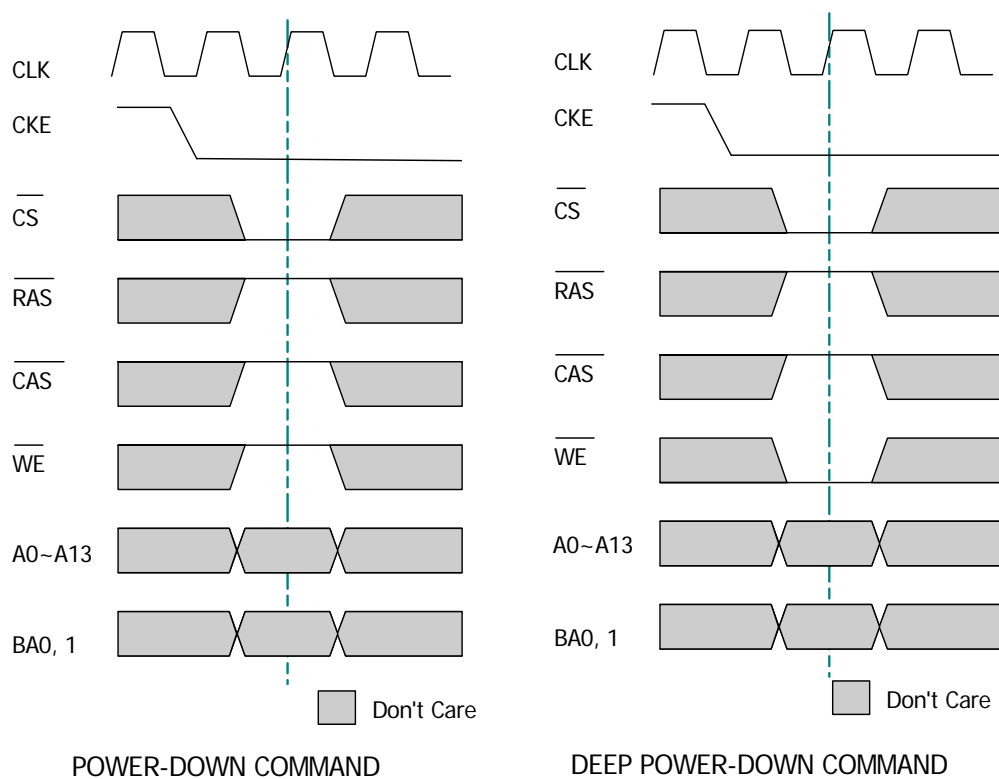 CLK
CKE
CS
RAS
CAS
WE
A0~A13
BA0, 1
Don't Care
POWER-DOWN COMMAND
CLK
CKE
CS
RAS
CAS
WE
A0~A13
BA0, 1
Don't Care
DEEP POWER-DOWN COMMAND